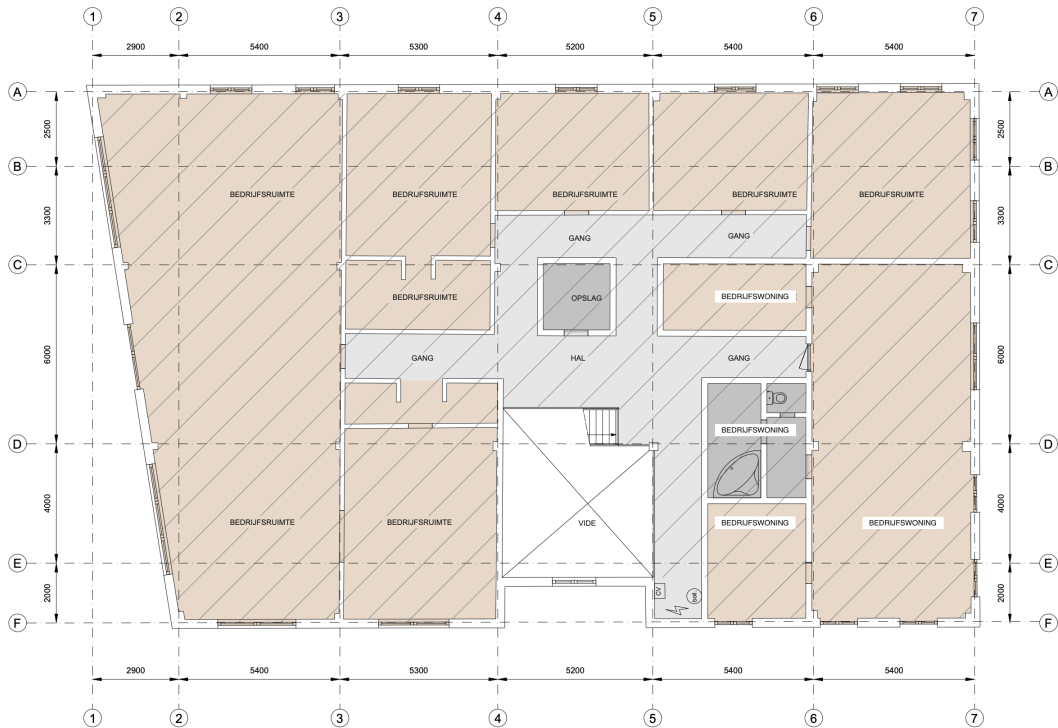 1 2 3 4 5 6 7
2900 5400 5300 5200 5400 5400
A A
2500 2500
B B
BEDRIJFSRUIMTE BEDRIJFSRUIMTE BEDRIJFSRUIMTE BEDRIJFSRUIMTE BEDRIJFSRUIMTE
3300 3300
GANG GANG
C C
BEDRIJFSRUIMTE OPSLAG BEDRIJFSWONING
6000 GANG HAL GANG 6000
BEDRIJFSWONING
D D
4000 4000
BEDRIJFSRUIMTE BEDRIJFSRUIMTE VIDE BEDRIJFSWONING BEDRIJFSWONING
E E
CV boil.
2000 2000
F F
2900 5400 5300 5200 5400 5400
1 2 3 4 5 6 7